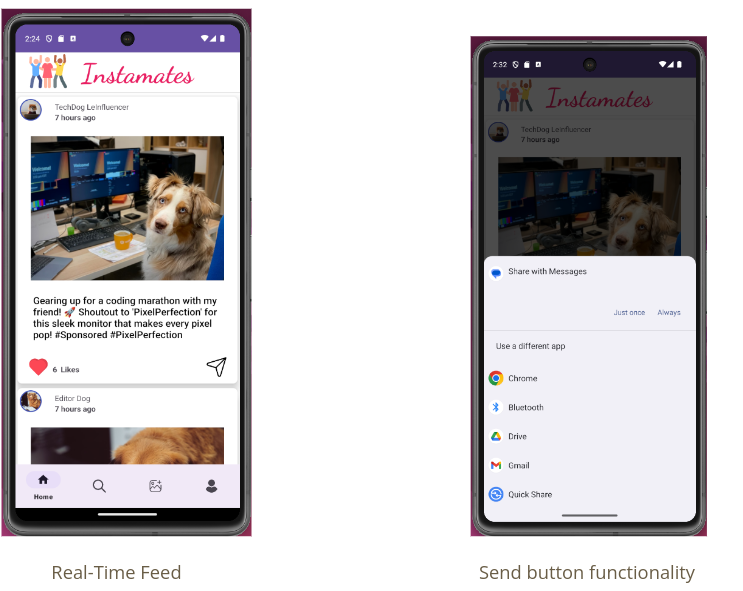 2:24
Instamates
TechDog Leinfluencer
7 hours ago
Gearing up for a coding marathon with my
friend! 🚀 Shoutout to 'PixelPerfection' for
this sleek monitor that makes every pixel
pop! #Sponsored #PixelPerfection
6 Likes
Editor Dog
7 hours ago
Home
Real-Time Feed
2:32
Instamates
TechDog Leinfluencer
7 hours ago
Share with Messages
Just once Always
Use a different app
Chrome
Bluetooth
Drive
Gmail
Quick Share
Send button functionality